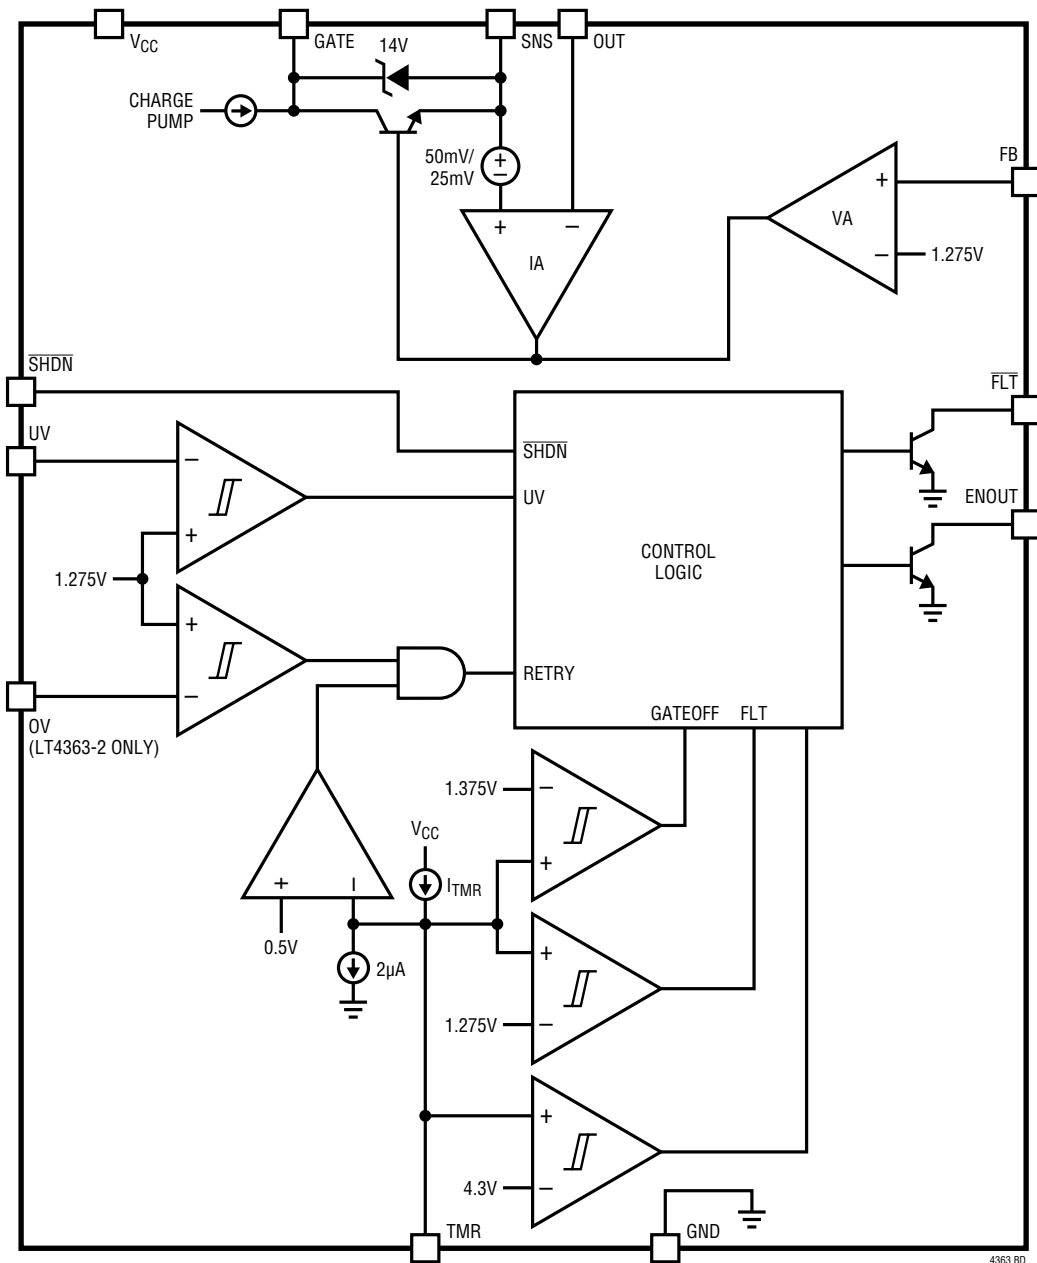 VCC
GATE
14V
SNS
OUT
CHARGE
PUMP
50mV/
25mV
+
−
+
−
IA
FB
+
VA
−
1.275V
SHDN
UV
−
+
1.275V
+
−
OV
(LT4363-2 ONLY)
SHDN
UV
CONTROL
LOGIC
RETRY
GATEOFF
FLT
FLT
ENOUT
1.375V
−
+
VCC
ITMR
+
−
0.5V
2µA
+
1.275V
−
+
4.3V
−
TMR
GND
4363 BD